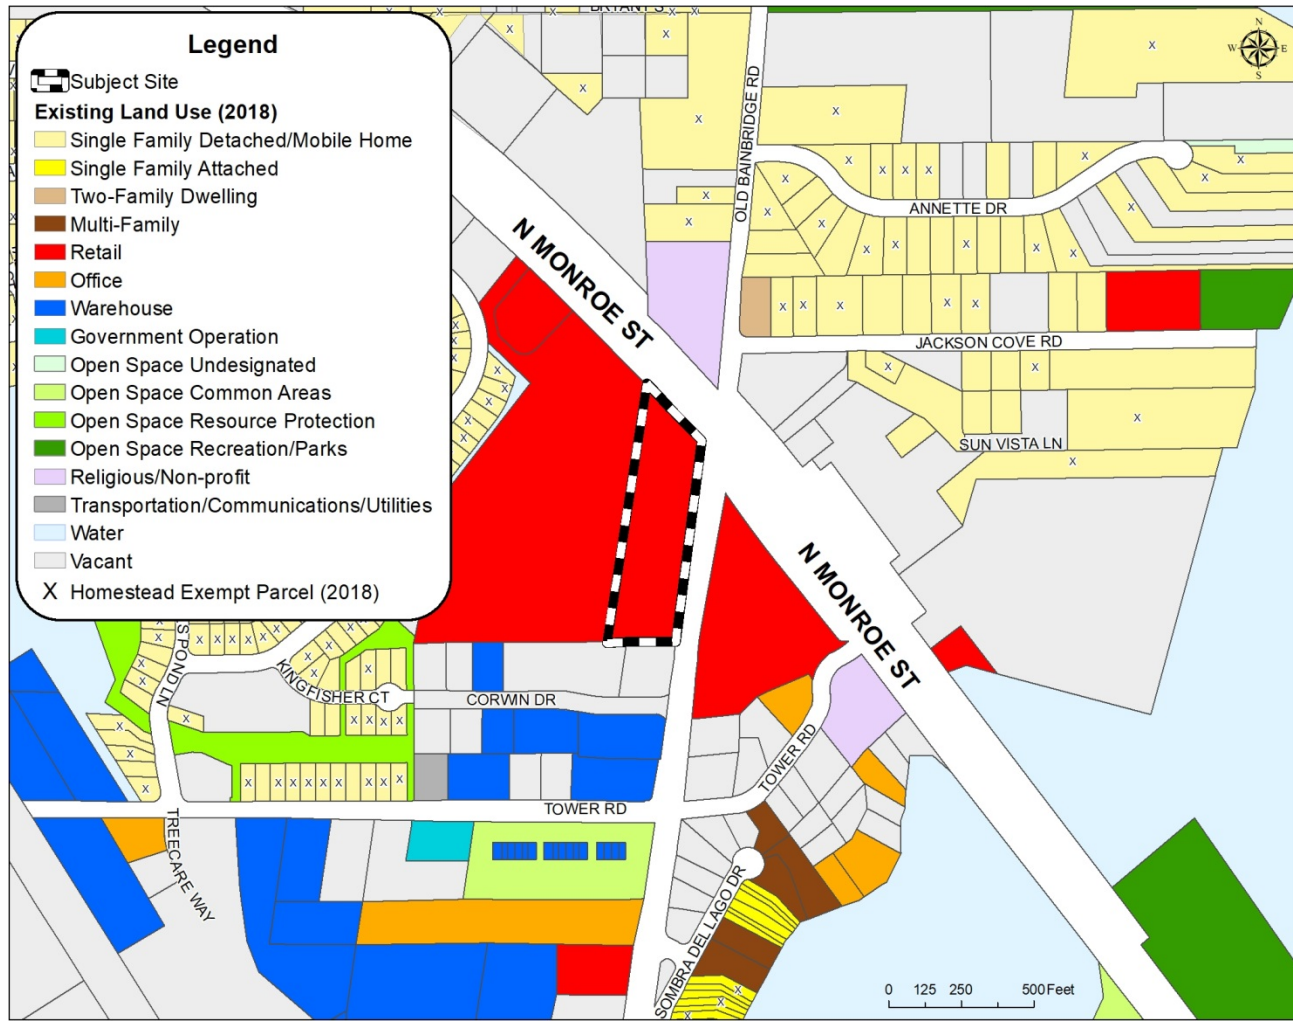 Legend
Subject Site
Existing Land Use (2018)
Single Family Detached/Mobile Home
Single Family Attached
Two-Family Dwelling
Multi-Family
Retail
Office
Warehouse
Government Operation
Open Space Undesignated
Open Space Common Areas
Open Space Resource Protection
Open Space Recreation/Parks
Religious/Non-profit
Transportation/Communications/Utilities
Water
Vacant
X Homestead Exempt Parcel (2018)
N
W E
S
OLD BAINBRIDGE RD
ANNETTE DR
N MONROE ST
JACKSON COVE RD
SUN VISTA LN
N MONROE ST
KINGFISHER CT
CORWIN DR
TOWER RD
TOWER RD
TREECARE WAY
SOMBRA DEL LAGO DR
0 125 250 500 Feet